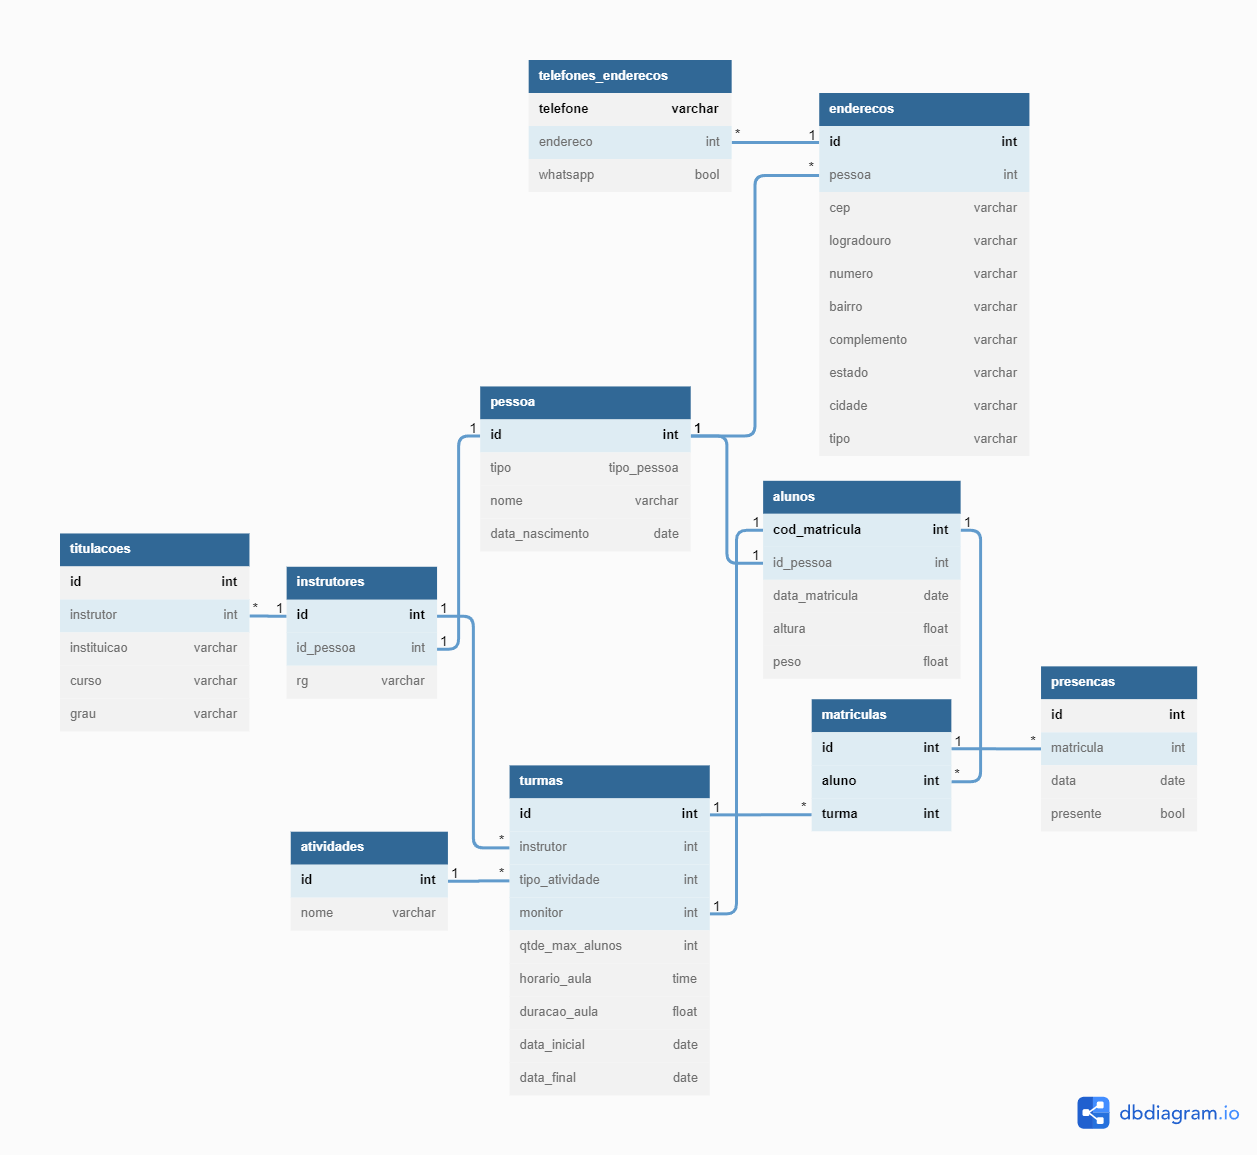 telefones_enderecos
telefone varchar
endereco int
whatsapp bool
* 1
enderecos
id int
pessoa int
cep varchar
logradouro varchar
numero varchar
bairro varchar
complemento varchar
estado varchar
cidade varchar
tipo varchar
*
pessoa
id int
tipo tipo_pessoa
nome varchar
data_nascimento date
1 1
alunos
cod_matricula int
id_pessoa int
data_matricula date
altura float
peso float
1 1
1
titulacoes
id int
instrutor int
instituicao varchar
curso varchar
grau varchar
* 1
instrutores
id int
id_pessoa int
rg varchar
1
1
matriculas
id int
aluno int
turma int
1 *
*
presencas
id int
matricula int
data date
presente bool
turmas
id int
instrutor int
tipo_atividade int
monitor int
qtde_max_alunos int
horario_aula time
duracao_aula float
data_inicial date
data_final date
1 *
*
1 *
1
atividades
id int
nome varchar
dbdiagram.io